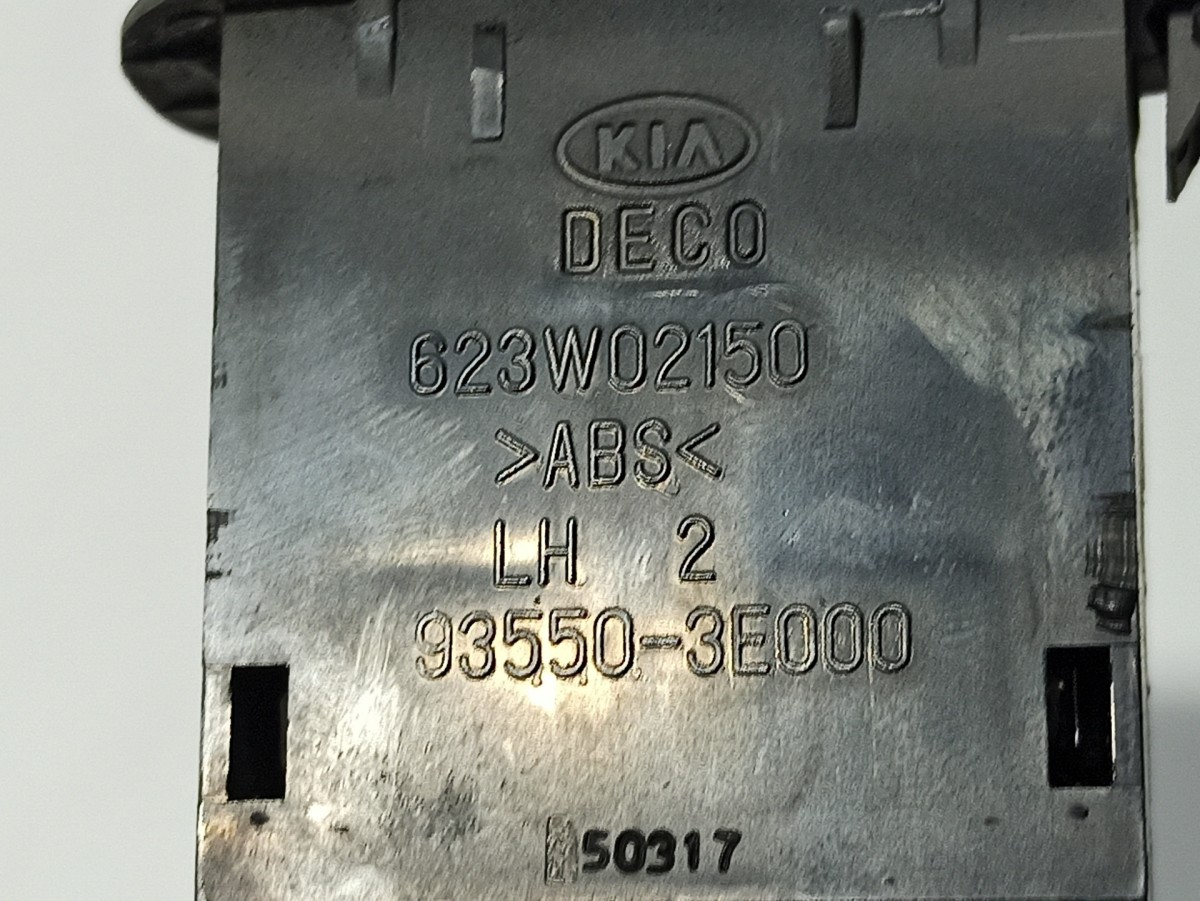 KIA
DECO
623W02150
>ABS<
LH 2
93550-3E000
50317